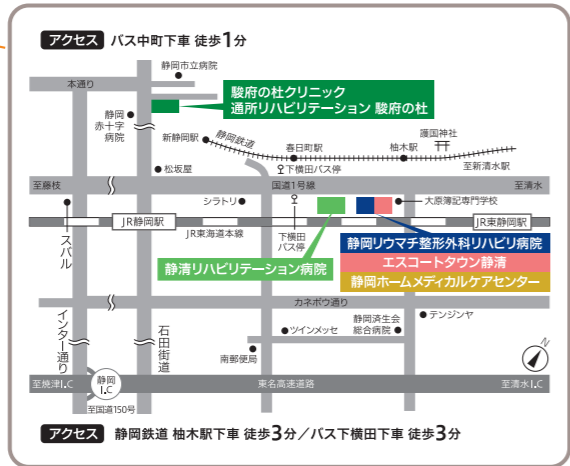 アクセス バス中町下車 徒歩1分
静岡市立病院
本通り
駿府の杜クリニック
通所リハビリテーション 駿府の杜
静岡
赤十字
病院
新静岡駅
静岡鉄道
春日町駅
柚木駅
護国神社
至新清水駅
松坂屋
下横田バス停
至藤枝
国道1号線
至清水
シラトリ
大原簿記専門学校
スバル
JR静岡駅
JR東海道本線
下横田
バス停
JR東静岡駅
静岡リウマチ整形外科リハビリ病院
静清リハビリテーション病院
エスコートタウン静清
静岡ホームメディカルケアセンター
カネボウ通り
インター通り
石田街道
ツインメッセ
静岡済生会
総合病院
テンジンヤ
南郵便局
N
至焼津I.C
静岡
I.C
東名高速道路
至清水I.C
至国道150号
アクセス 静岡鉄道 柚木駅下車 徒歩3分／バス下横田下車 徒歩3分